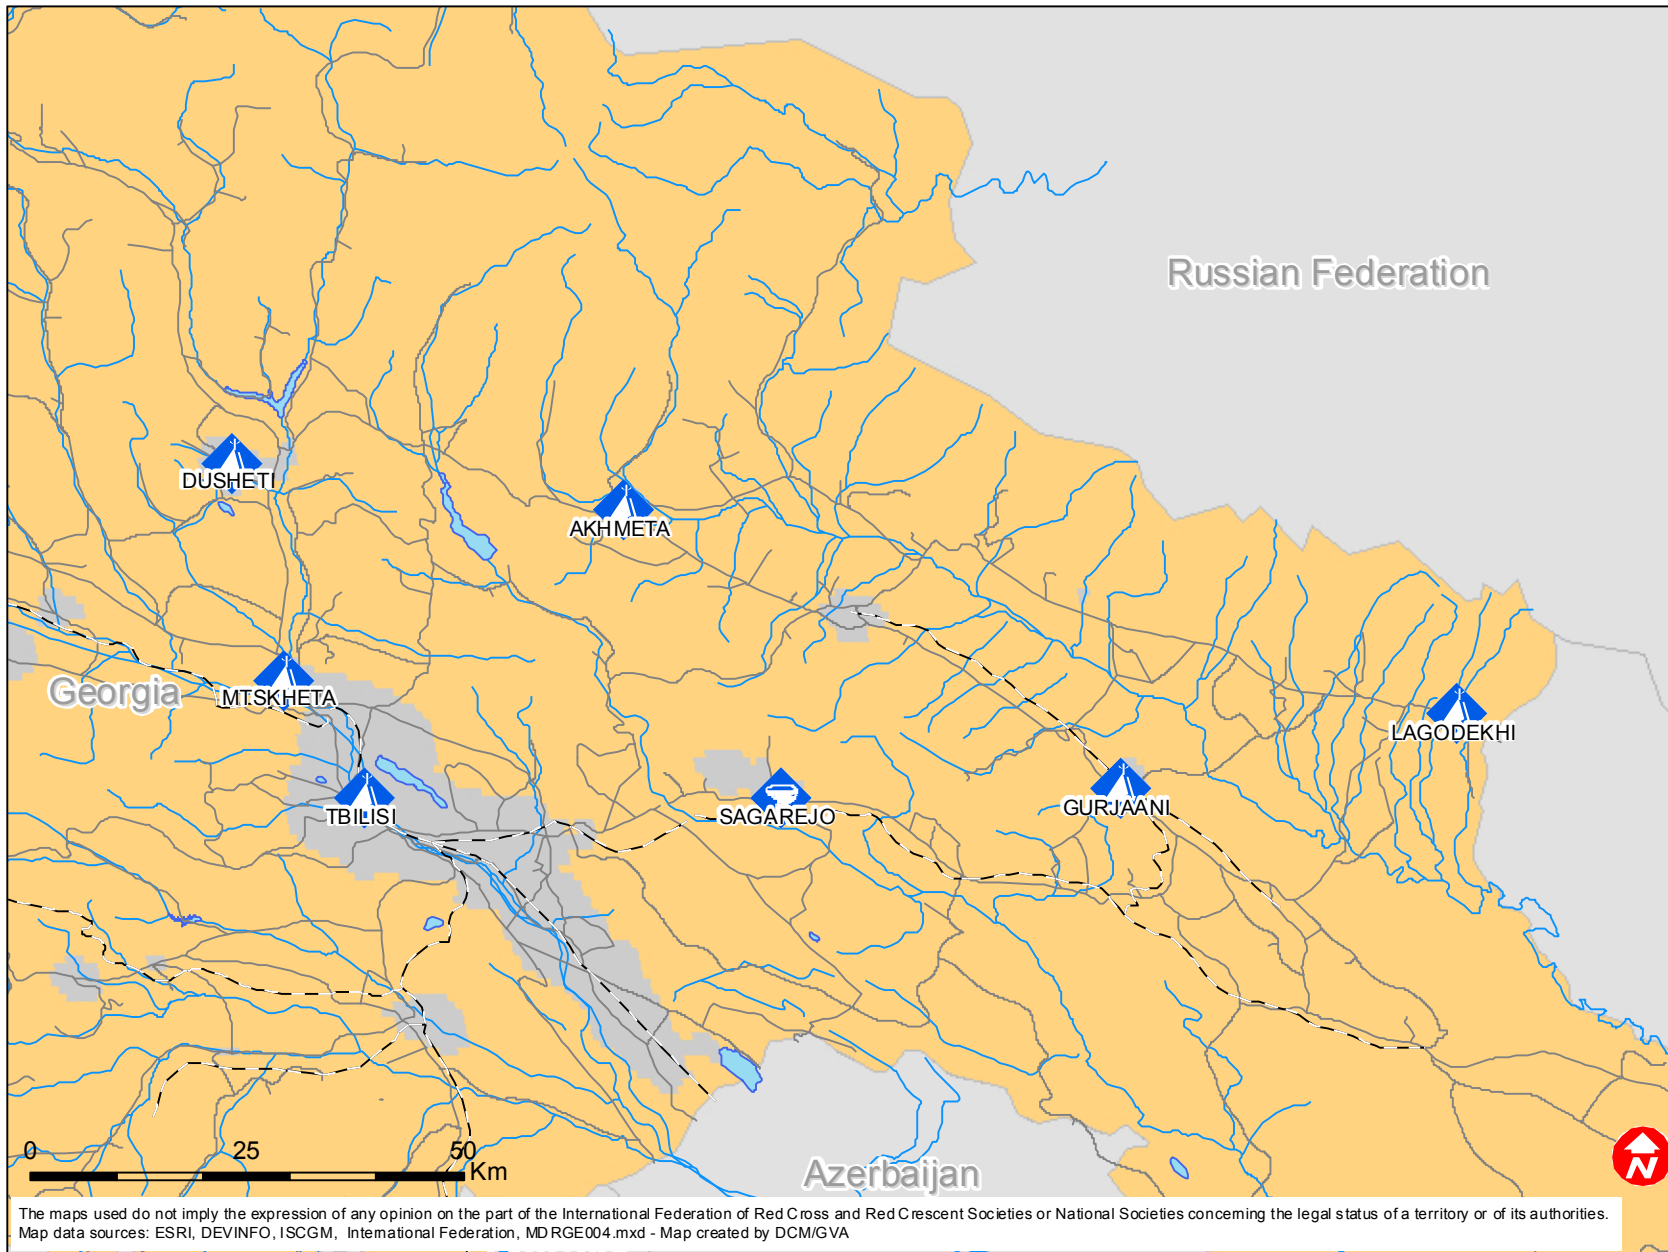 Russian Federation
DUSHETI
AKHMETA
Georgia
MTSKHETA
LAGODEKHI
TBILISI
SAGAREJO
GURJAANI
0 25 50
Km
Azerbaijan
N
The maps used do not imply the expression of any opinion on the part of the International Federation of Red Cross and Red Crescent Societies or National Societies concerning the legal status of a territory or of its authorities.
Map data sources: ESRI, DEVINFO, ISCGM, International Federation, MDRGE004.mxd - Map created by DCM/GVA